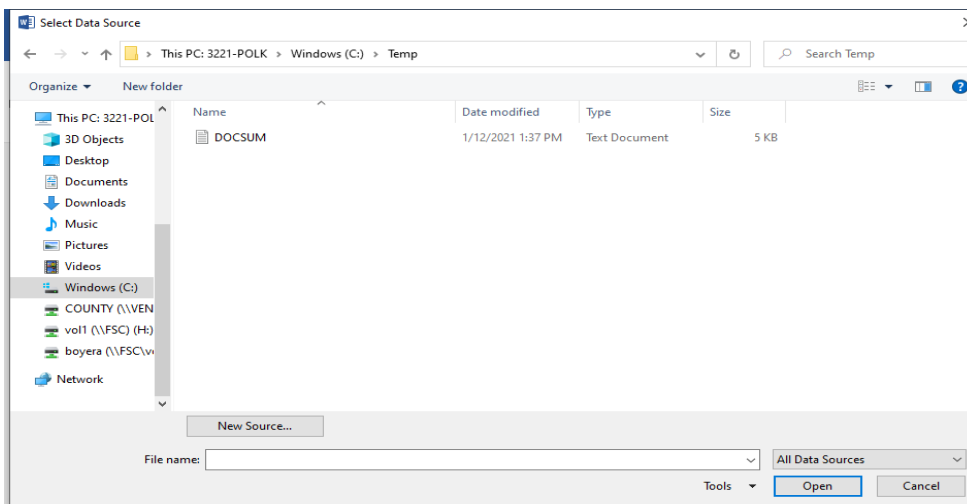 Select Data Source
This PC: 3221-POLK > Windows (C:) > Temp
Search Temp
Organize
New folder
Name
Date modified
Type
Size
This PC: 3221-POL
3D Objects
DOCSUM
1/12/2021 1:37 PM
Text Document
5 KB
Desktop
Documents
Downloads
Music
Pictures
Videos
Windows (C:)
COUNTY (\\VEN
vol1 (\\FSC) (H:)
boyera (\\FSC\v
Network
New Source...
File name:
All Data Sources
Tools
Open
Cancel